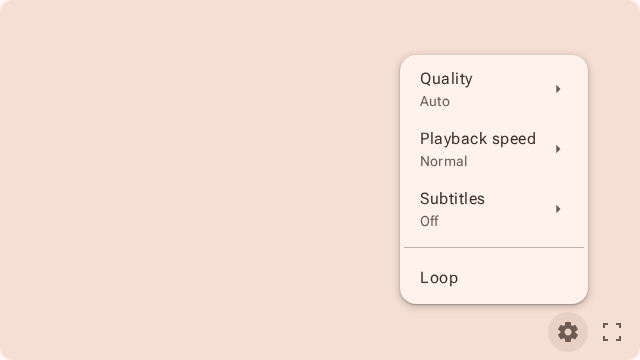 Quality
Auto
Playback speed
Normal
Subtitles
Off
Loop